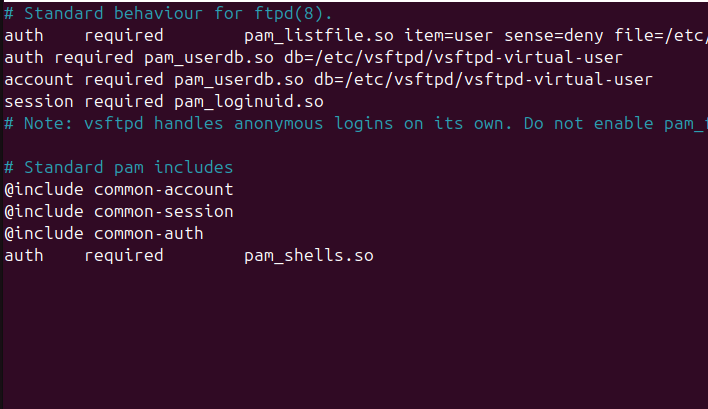 # Standard behaviour for ftpd(8).
auth    required        pam_listfile.so item=user sense=deny file=/etc/
auth required pam_userdb.so db=/etc/vsftpd/vsftpd-virtual-user
account required pam_userdb.so db=/etc/vsftpd/vsftpd-virtual-user
session required pam_loginuid.so
# Note: vsftpd handles anonymous logins on its own. Do not enable pam_f
# Standard pam includes
@include common-account
@include common-session
@include common-auth
auth    required        pam_shells.so